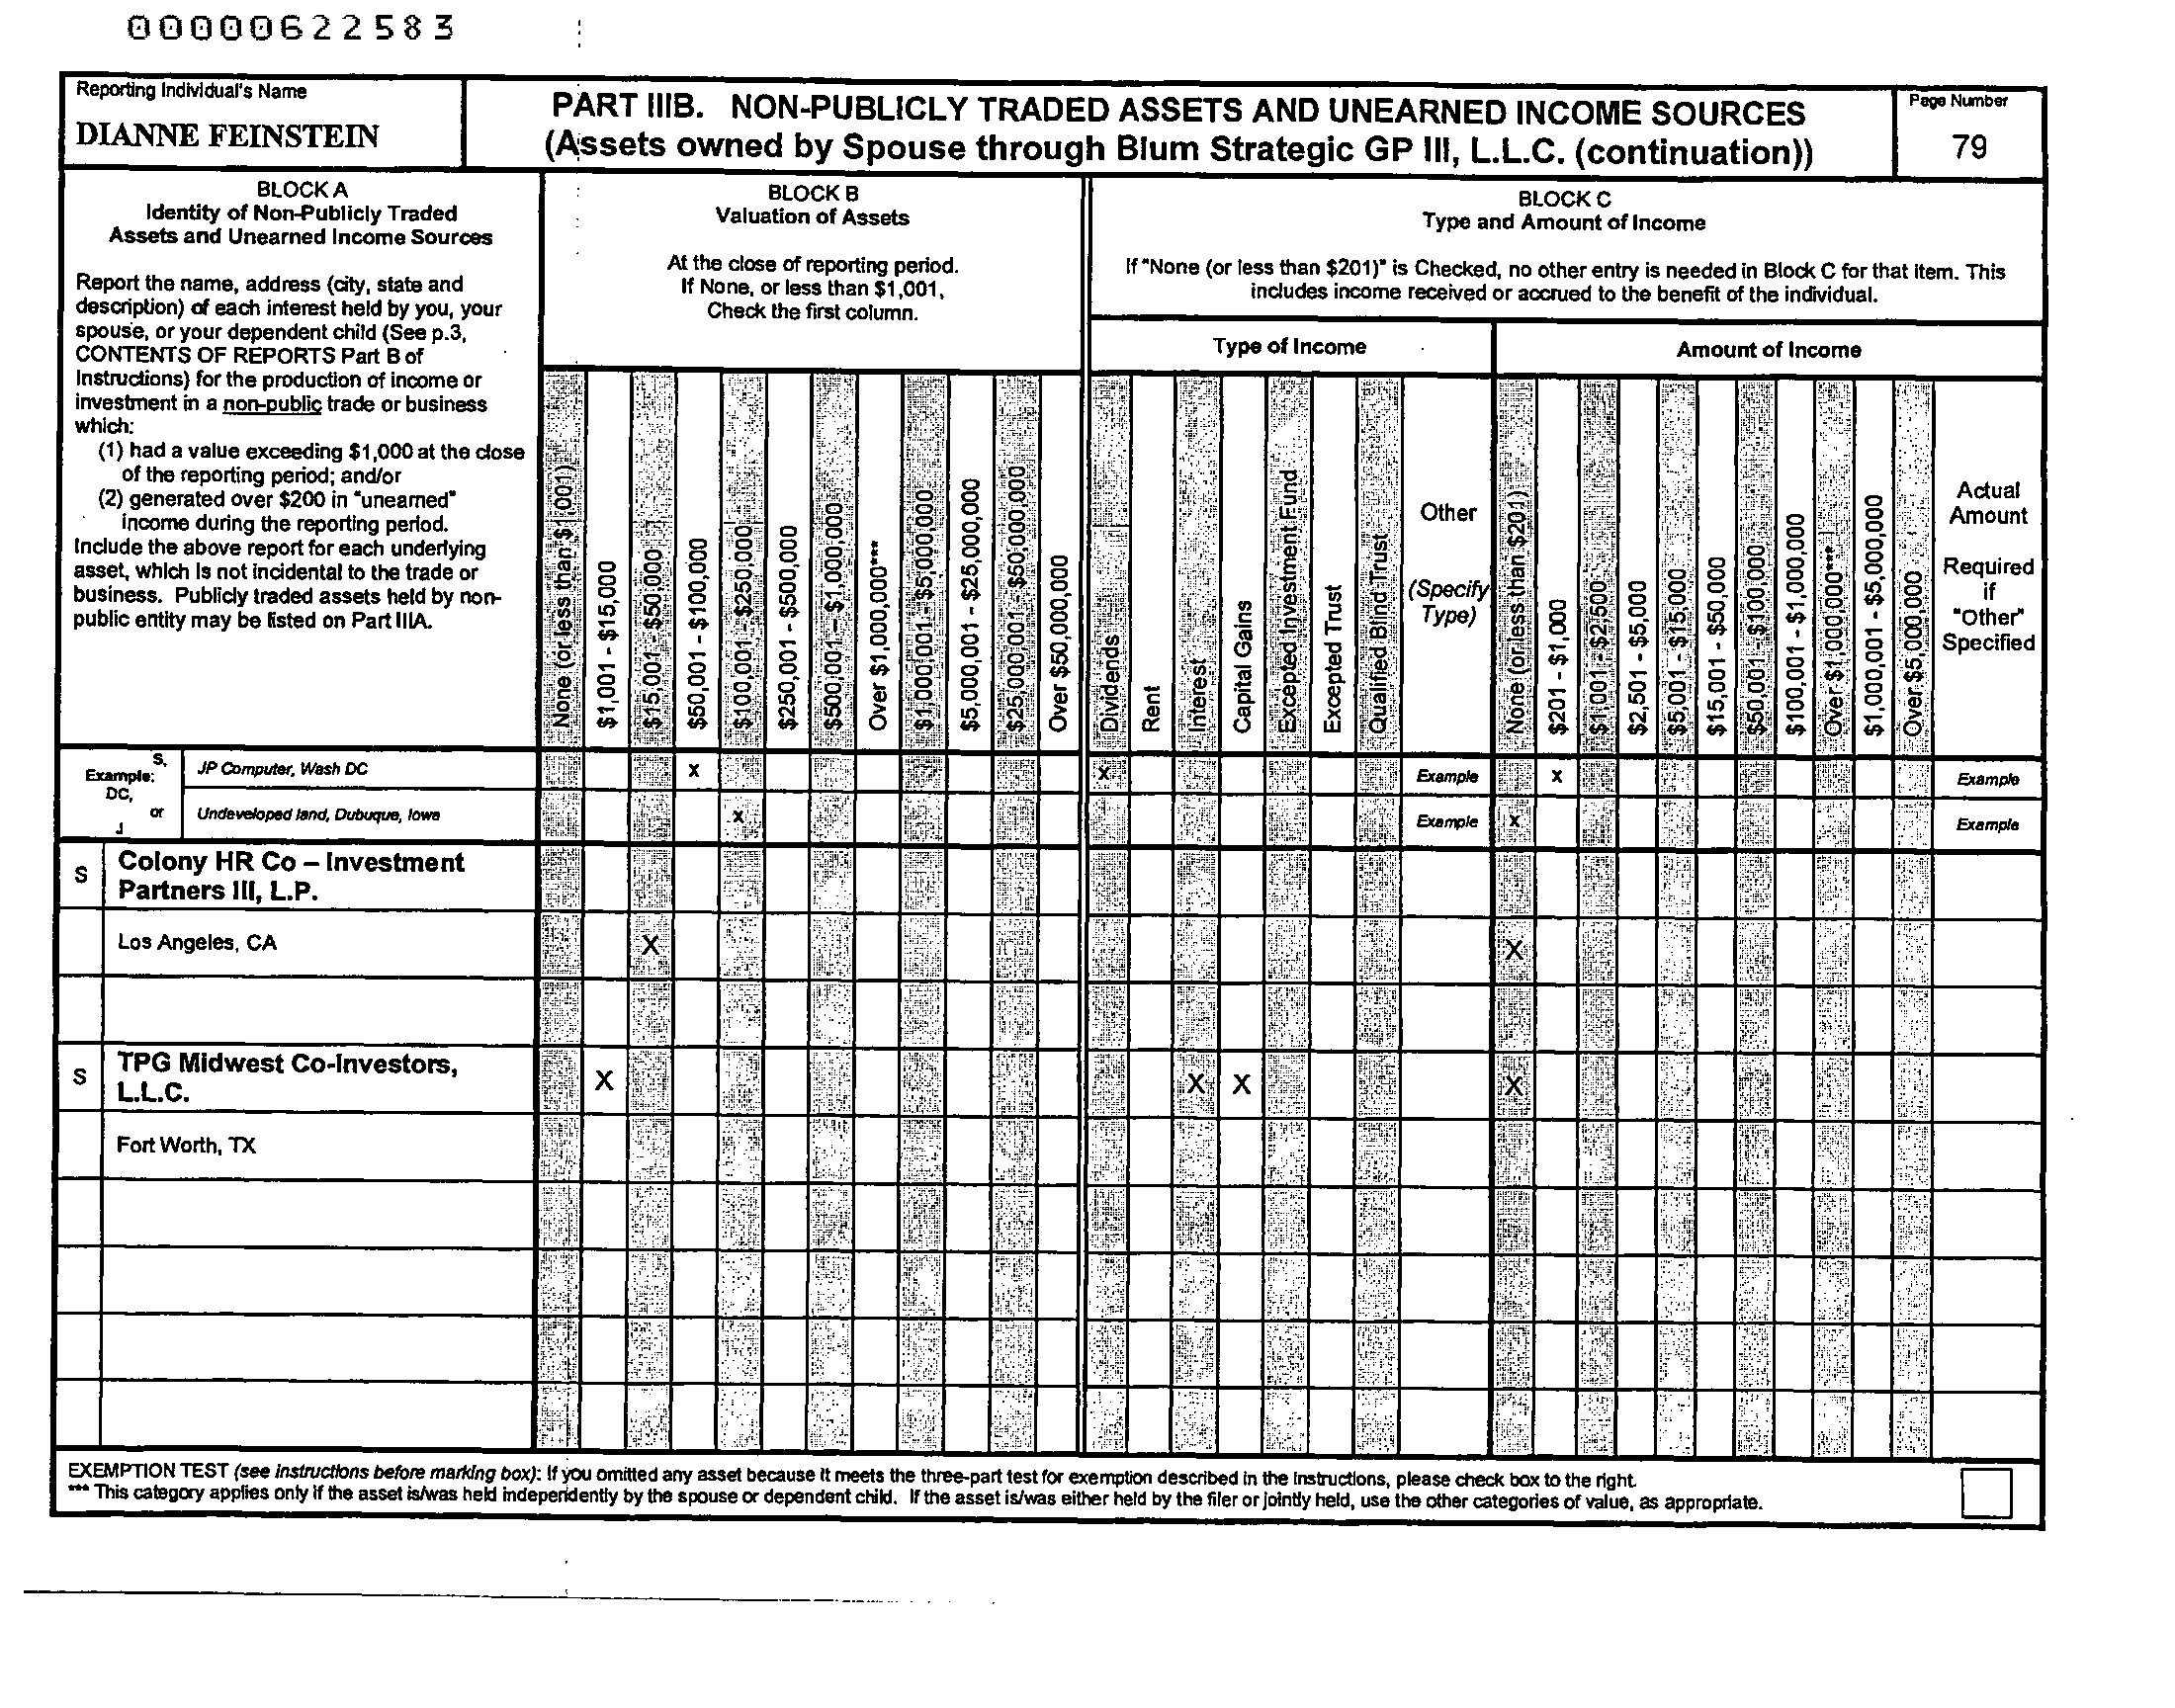 00000622583
Reporting Individual's Name
DIANNE FEINSTEIN
PART IIIB. NON-PUBLICLY TRADED ASSETS AND UNEARNED INCOME SOURCES
(Assets owned by Spouse through Blum Strategic GP III, L.L.C. (continuation))
Page Number
79
BLOCK A
Identity of Non-Publicly Traded
Assets and Unearned Income Sources
Report the name, address (city, state and
description) of each interest held by you, your
spouse, or your dependent child (See p.3,
CONTENTS OF REPORTS Part B of
Instructions) for the production of income or
investment in a non-public trade or business
which:
(1) had a value exceeding $1,000 at the close
of the reporting period; and/or
(2) generated over $200 in "unearned"
income during the reporting period.
Include the above report for each underlying
asset, which is not incidental to the trade or
business. Publicly traded assets held by non-
public entity may be listed on Part IIIA.
BLOCK B
Valuation of Assets
At the close of reporting period.
If None, or less than $1,001,
Check the first column.
None (or less than $1,001)
$1,001 - $15,000
$15,001 - $50,000
$50,001 - $100,000
$100,001 - $250,000
$250,001 - $500,000
$500,001 - $1,000,000
Over $1,000,000***
$1,000,001 - $5,000,000
$5,000,001 - $25,000,000
$25,000,001 - $50,000,000
Over $50,000,000
BLOCK C
Type and Amount of Income
If "None (or less than $201)" is Checked, no other entry is needed in Block C for that item. This
includes income received or accrued to the benefit of the individual.
Type of Income
Amount of Income
Dividends
Rent
Interest
Capital Gains
Excepted Investment Fund
Excepted Trust
Qualified Blind Trust
Other
(Specify
Type)
None (or less than $201)
$201 - $1,000
$1,001 - $2,500
$2,501 - $5,000
$5,001 - $15,000
$15,001 - $50,000
$50,001 - $100,000
$100,001 - $1,000,000
Over $1,000,000***
$1,000,001 - $5,000,000
Over $5,000,000
Actual
Amount
Required
if
"Other"
Specified
S,
Example:
DC,
or
J
JP Computer, Wash DC x x Example x Example
Undeveloped land, Dubuque, Iowa x Example x Example
S Colony HR Co – Investment
Partners III, L.P.
Los Angeles, CA X X
S TPG Midwest Co-Investors,
L.L.C. X X X X
Fort Worth, TX
EXEMPTION TEST (see instructions before marking box): If you omitted any asset because it meets the three-part test for exemption described in the instructions, please check box to the right.
*** This category applies only if the asset is/was held independently by the spouse or dependent child. If the asset is/was either held by the filer or jointly held, use the other categories of value, as appropriate.